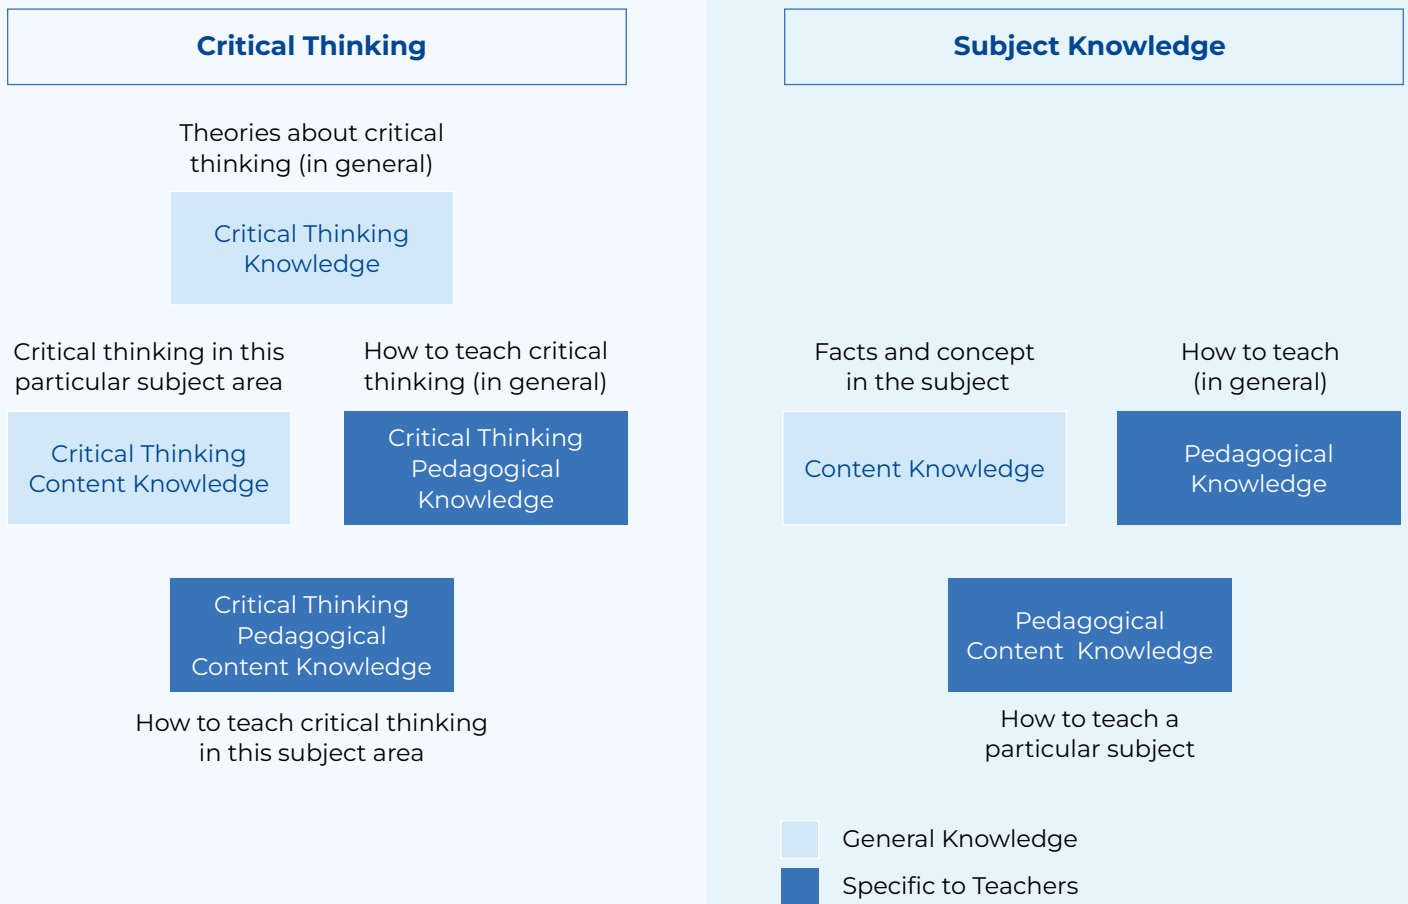 Critical Thinking
Theories about critical
thinking (in general)
Critical Thinking
Knowledge
Critical thinking in this
particular subject area
How to teach critical
thinking (in general)
Critical Thinking
Content Knowledge
Critical Thinking
Pedagogical
Knowledge
Critical Thinking
Pedagogical
Content Knowledge
How to teach critical thinking
in this subject area
Subject Knowledge
Facts and concept
in the subject
How to teach
(in general)
Content Knowledge
Pedagogical
Knowledge
Pedagogical
Content  Knowledge
How to teach a
particular subject
General Knowledge
Specific to Teachers